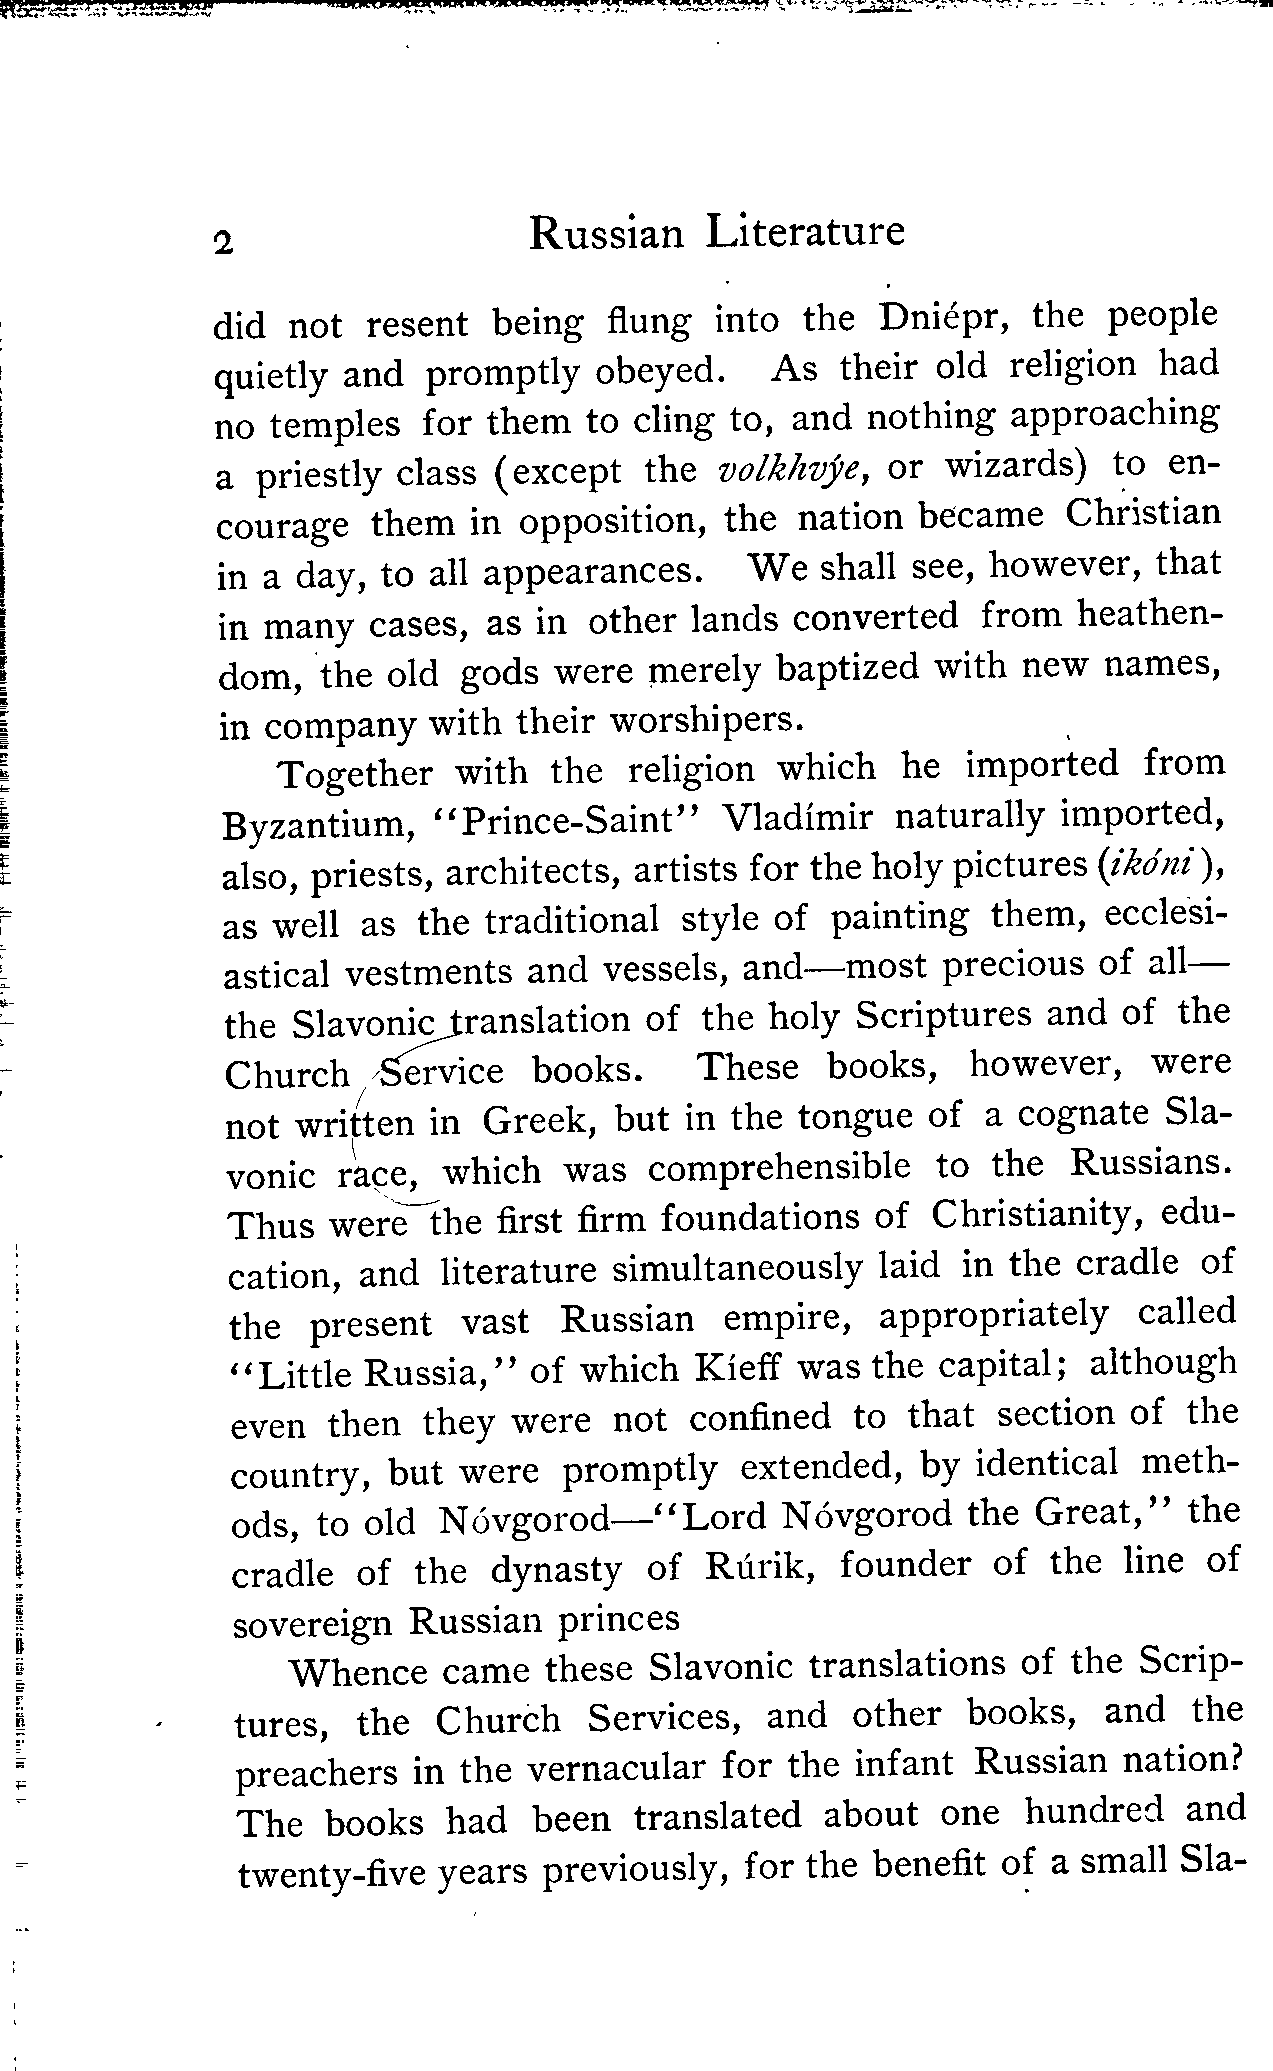 2 Russian Literature
did not resent being flung into the Dniépr, the people
quietly and promptly obeyed. As their old religion had
no temples for them to cling to, and nothing approaching
a priestly class (except the volkhvýe, or wizards) to en-
courage them in opposition, the nation became Christian
in a day, to all appearances. We shall see, however, that
in many cases, as in other lands converted from heathen-
dom, the old gods were merely baptized with new names,
in company with their worshipers.
Together with the religion which he imported from
Byzantium, “Prince-Saint” Vladímir naturally imported,
also, priests, architects, artists for the holy pictures (ikóni),
as well as the traditional style of painting them, ecclesi-
astical vestments and vessels, and—most precious of all—
the Slavonic translation of the holy Scriptures and of the
Church Service books. These books, however, were
not written in Greek, but in the tongue of a cognate Sla-
vonic race, which was comprehensible to the Russians.
Thus were the first firm foundations of Christianity, edu-
cation, and literature simultaneously laid in the cradle of
the present vast Russian empire, appropriately called
“Little Russia,” of which Kíeff was the capital; although
even then they were not confined to that section of the
country, but were promptly extended, by identical meth-
ods, to old Nóvgorod—“Lord Nóvgorod the Great,” the
cradle of the dynasty of Rúrik, founder of the line of
sovereign Russian princes
Whence came these Slavonic translations of the Scrip-
tures, the Church Services, and other books, and the
preachers in the vernacular for the infant Russian nation?
The books had been translated about one hundred and
twenty-five years previously, for the benefit of a small Sla-